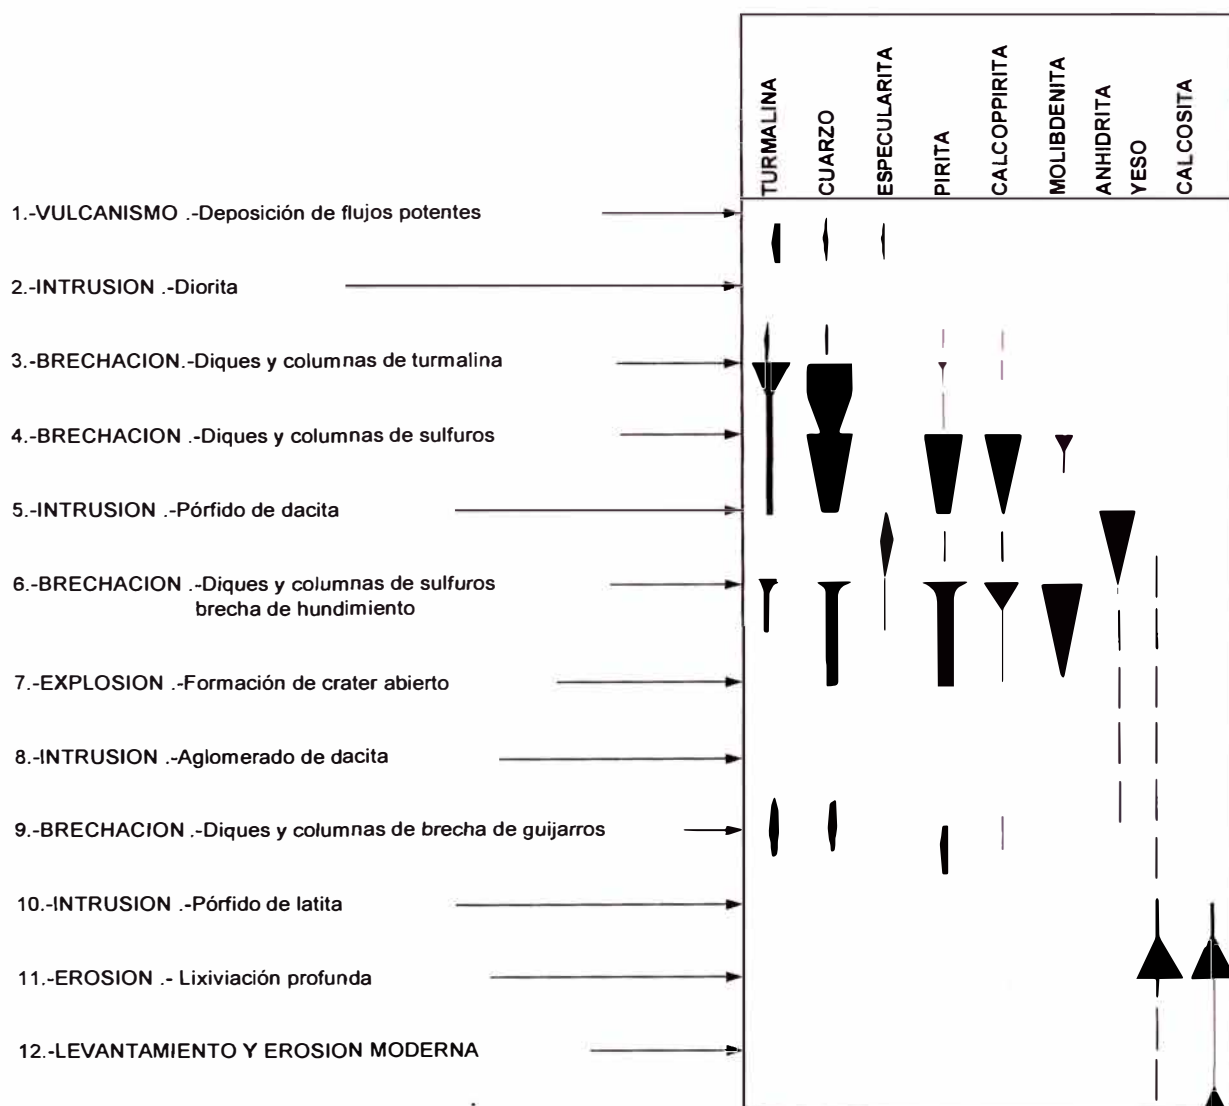 TURMALINA
CUARZO
ESPECULARITA
PIRITA
CALCOPPIRITA
MOLIBDENITA
ANHIDRITA
YESO
CALCOSITA
1.-VULCANISMO .-Deposición de flujos potentes
2.-INTRUSION .-Diorita
3.-BRECHACION.-Diques y columnas de turmalina
4.-BRECHACION .-Diques y columnas de sulfuros
5.-INTRUSION .-Pórfido de dacita
6.-BRECHACION .-Diques y columnas de sulfuros
brecha de hundimiento
7.-EXPLOSION .-Formación de crater abierto
8.-INTRUSION .-Aglomerado de dacita
9.-BRECHACION .-Diques y columnas de brecha de guijarros
10.-INTRUSION .-Pórfido de latita
11.-EROSION .- Lixiviación profunda
12.-LEVANTAMIENTO Y EROSION MODERNA